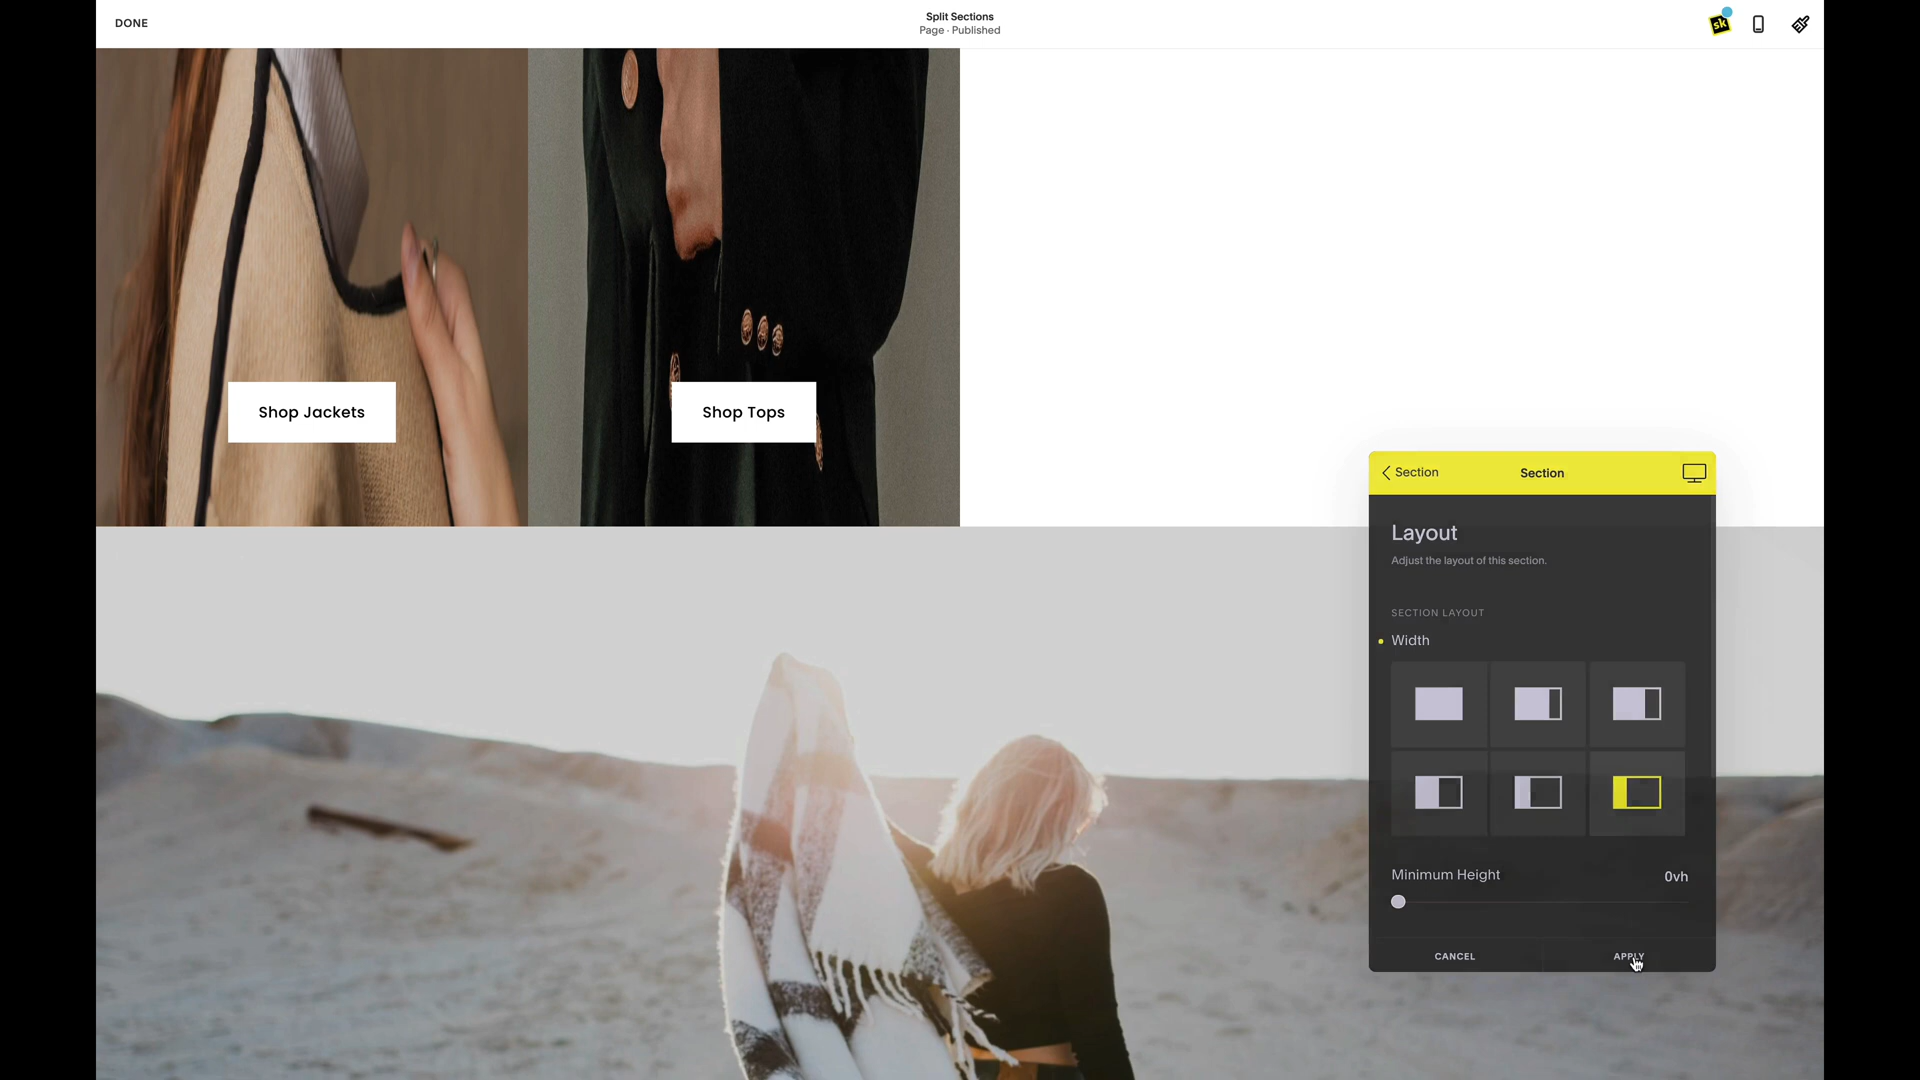 DONE
Split Sections
Page · Published
sk
Shop Jackets
Shop Tops
Section
Section
Layout
Adjust the layout of this section.
SECTION LAYOUT
Width
Minimum Height
0vh
CANCEL
APPLY